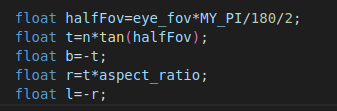 float halfFov=eye_fov*MY_PI/180/2;
float t=n*tan(halfFov);
float b=-t;
float r=t*aspect_ratio;
float l=-r;